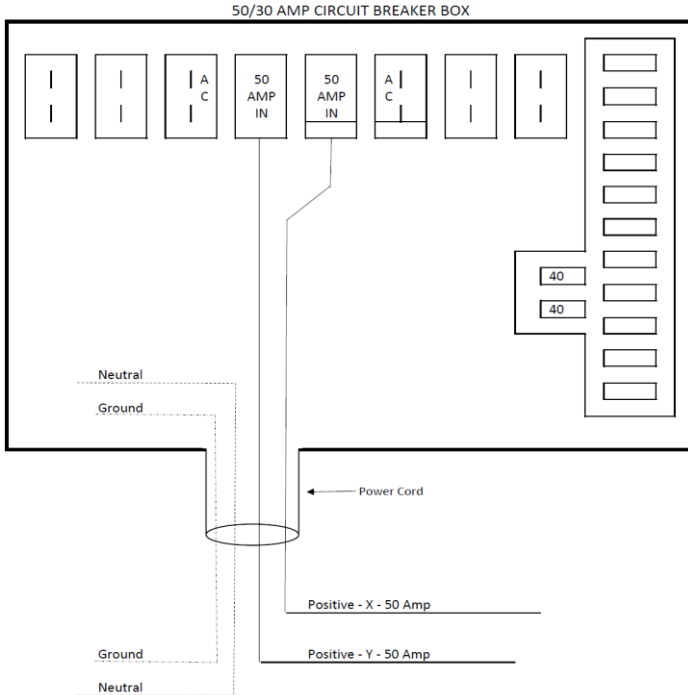 50/30 AMP CIRCUIT BREAKER BOX
A
C
50
AMP
IN
50
AMP
IN
A
C
40
40
Neutral
Ground
Power Cord
Positive - X - 50 Amp
Ground
Positive - Y - 50 Amp
Neutral